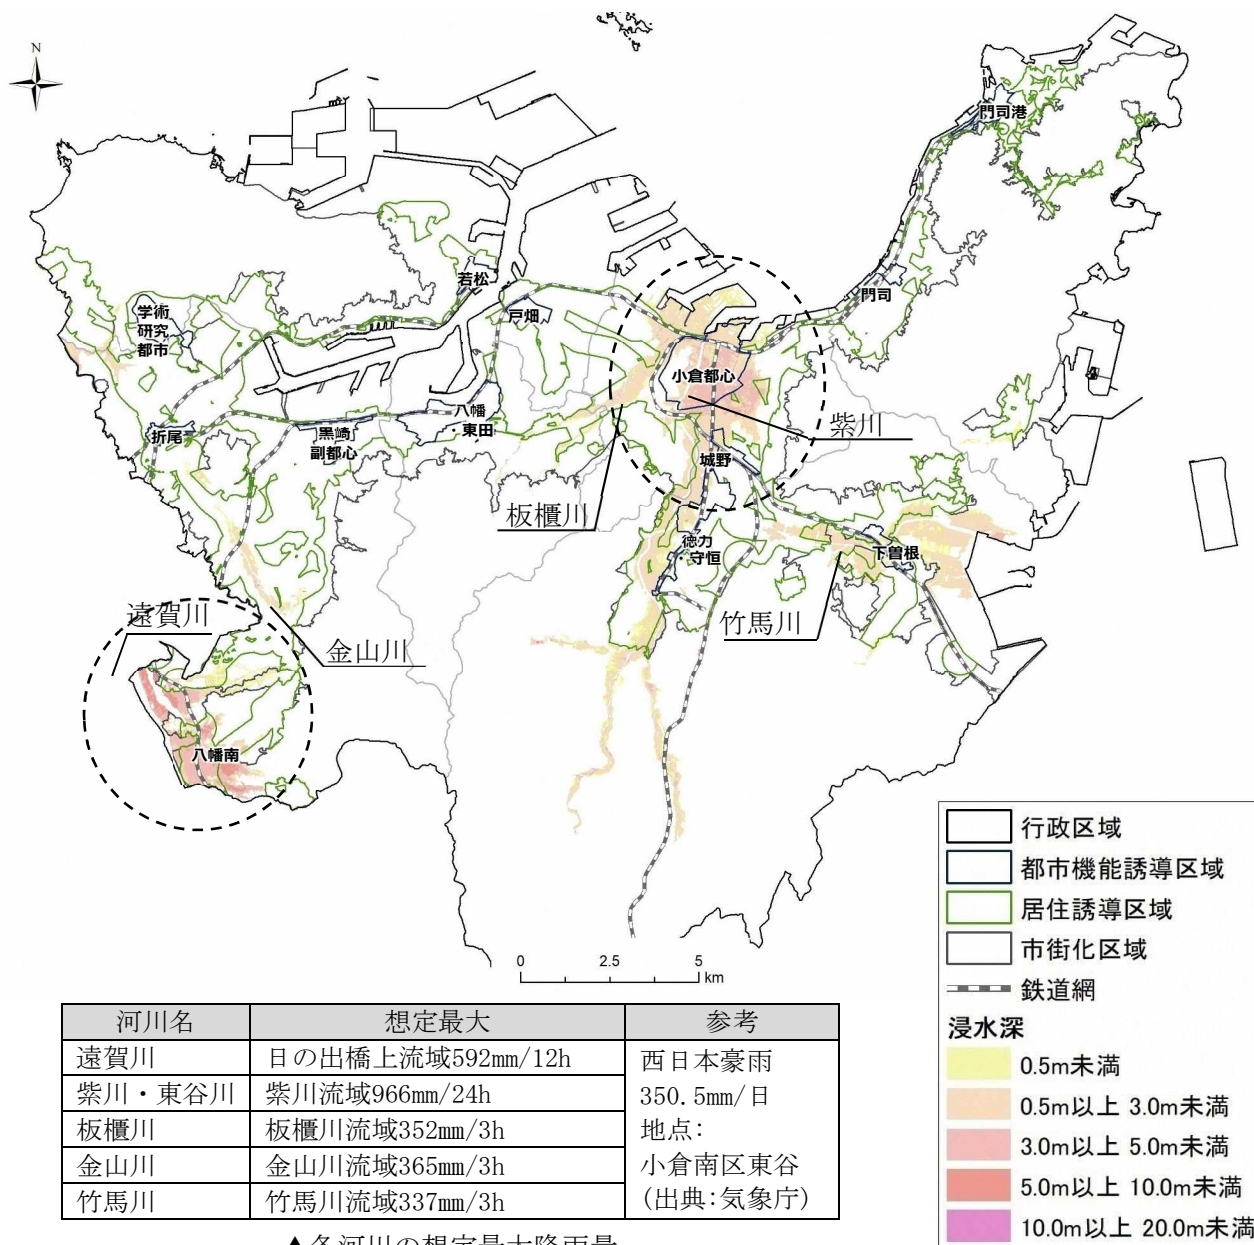 N
門司港
若松
学術
研究
都市
戸畑
門司
小倉都心
八幡
・東田
折尾
黒崎
副都心
紫川
城野
板櫃川
徳力
・守恒
下曽根
遠賀川
金山川
竹馬川
八幡南
0 2.5 5
km
行政区域
都市機能誘導区域
居住誘導区域
市街化区域
鉄道網
浸水深
0.5m未満
0.5m以上 3.0m未満
3.0m以上 5.0m未満
5.0m以上 10.0m未満
10.0m以上 20.0m未満
河川名 想定最大 参考
遠賀川 日の出橋上流域592mm/12h 西日本豪雨
紫川・東谷川 紫川流域966mm/24h 350.5mm/日
板櫃川 板櫃川流域352mm/3h 地点:
金山川 金山川流域365mm/3h 小倉南区東谷
竹馬川 竹馬川流域337mm/3h (出典:気象庁)
▲各河川の想定最大降雨量